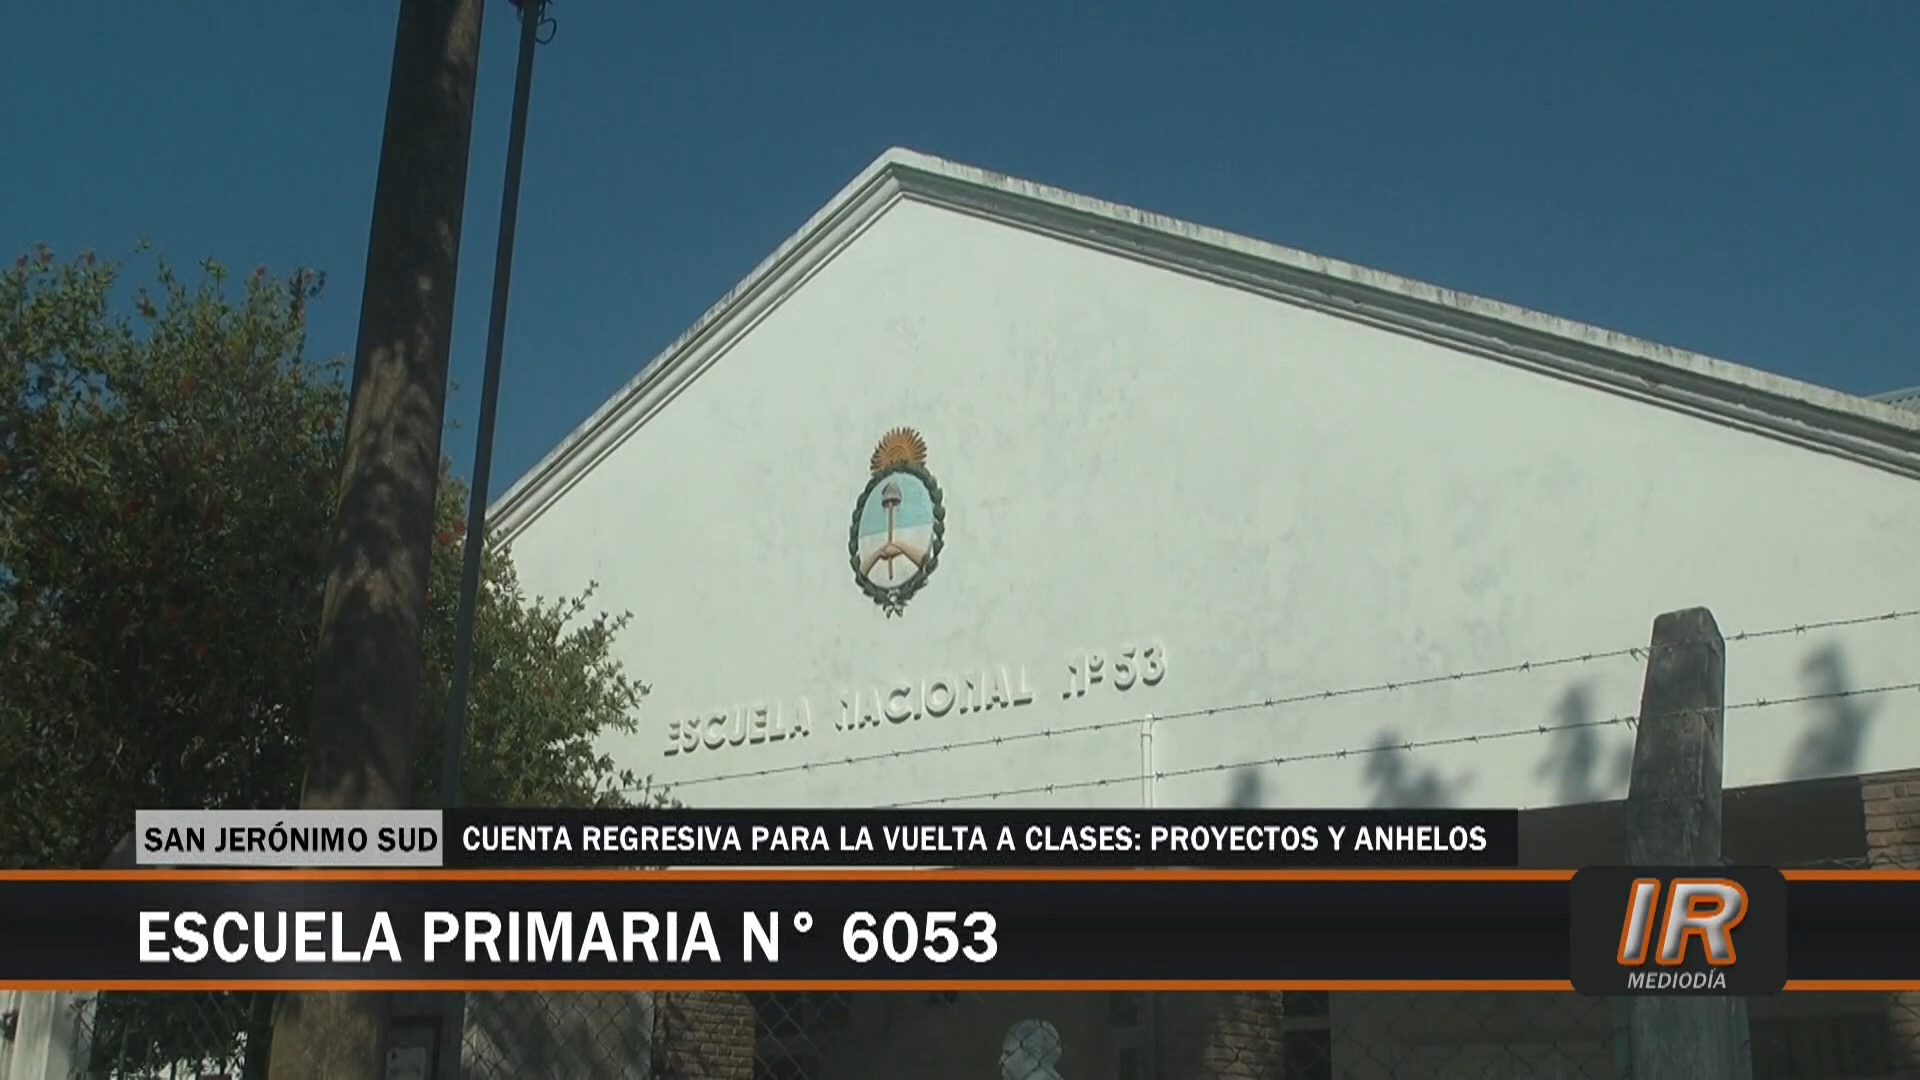 ESCUELA NACIONAL Nº 53
SAN JERÓNIMO SUD
CUENTA REGRESIVA PARA LA VUELTA A CLASES: PROYECTOS Y ANHELOS
ESCUELA PRIMARIA N° 6053
IR
MEDIODÍA